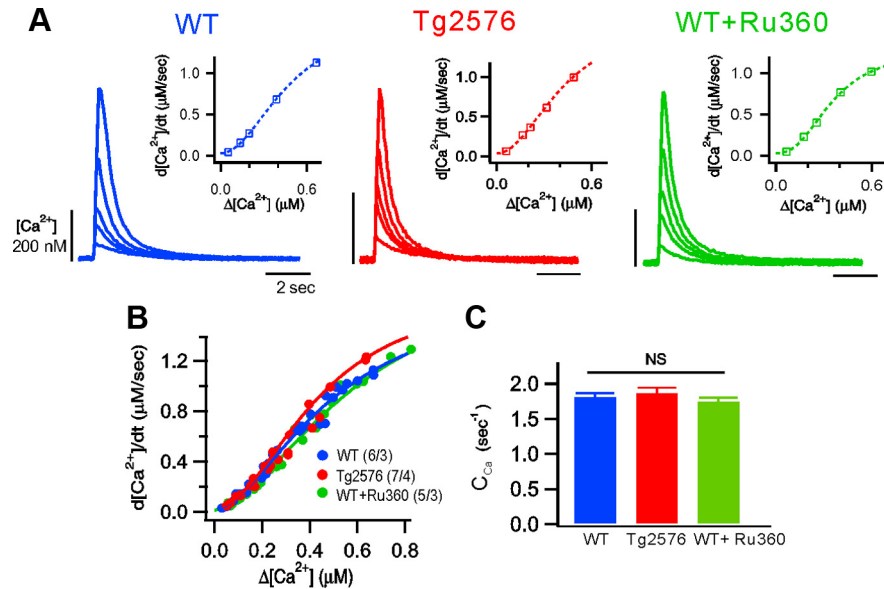 A
WT
Tg2576
WT+Ru360
d[Ca²⁺]/dt (µM/sec)
1.0
0.5
0.0
0.0
0.6
Δ[Ca²⁺] (µM)
d[Ca²⁺]/dt (µM/sec)
1.0
0.5
0.0
0.0
0.6
Δ[Ca²⁺] (µM)
d[Ca²⁺]/dt (µM/sec)
1.0
0.5
0.0
0.0
0.6
Δ[Ca²⁺] (µM)
[Ca²⁺]
200 nM
2 sec
B
d[Ca²⁺]/dt (µM/sec)
1.2
0.8
0.4
0.0
WT (6/3)
Tg2576 (7/4)
WT+Ru360 (5/3)
0.0 0.2 0.4 0.6 0.8
Δ[Ca²⁺] (µM)
C
NS
C_Ca (sec⁻¹)
2.0
1.5
1.0
0.5
0.0
WT Tg2576 WT+ Ru360